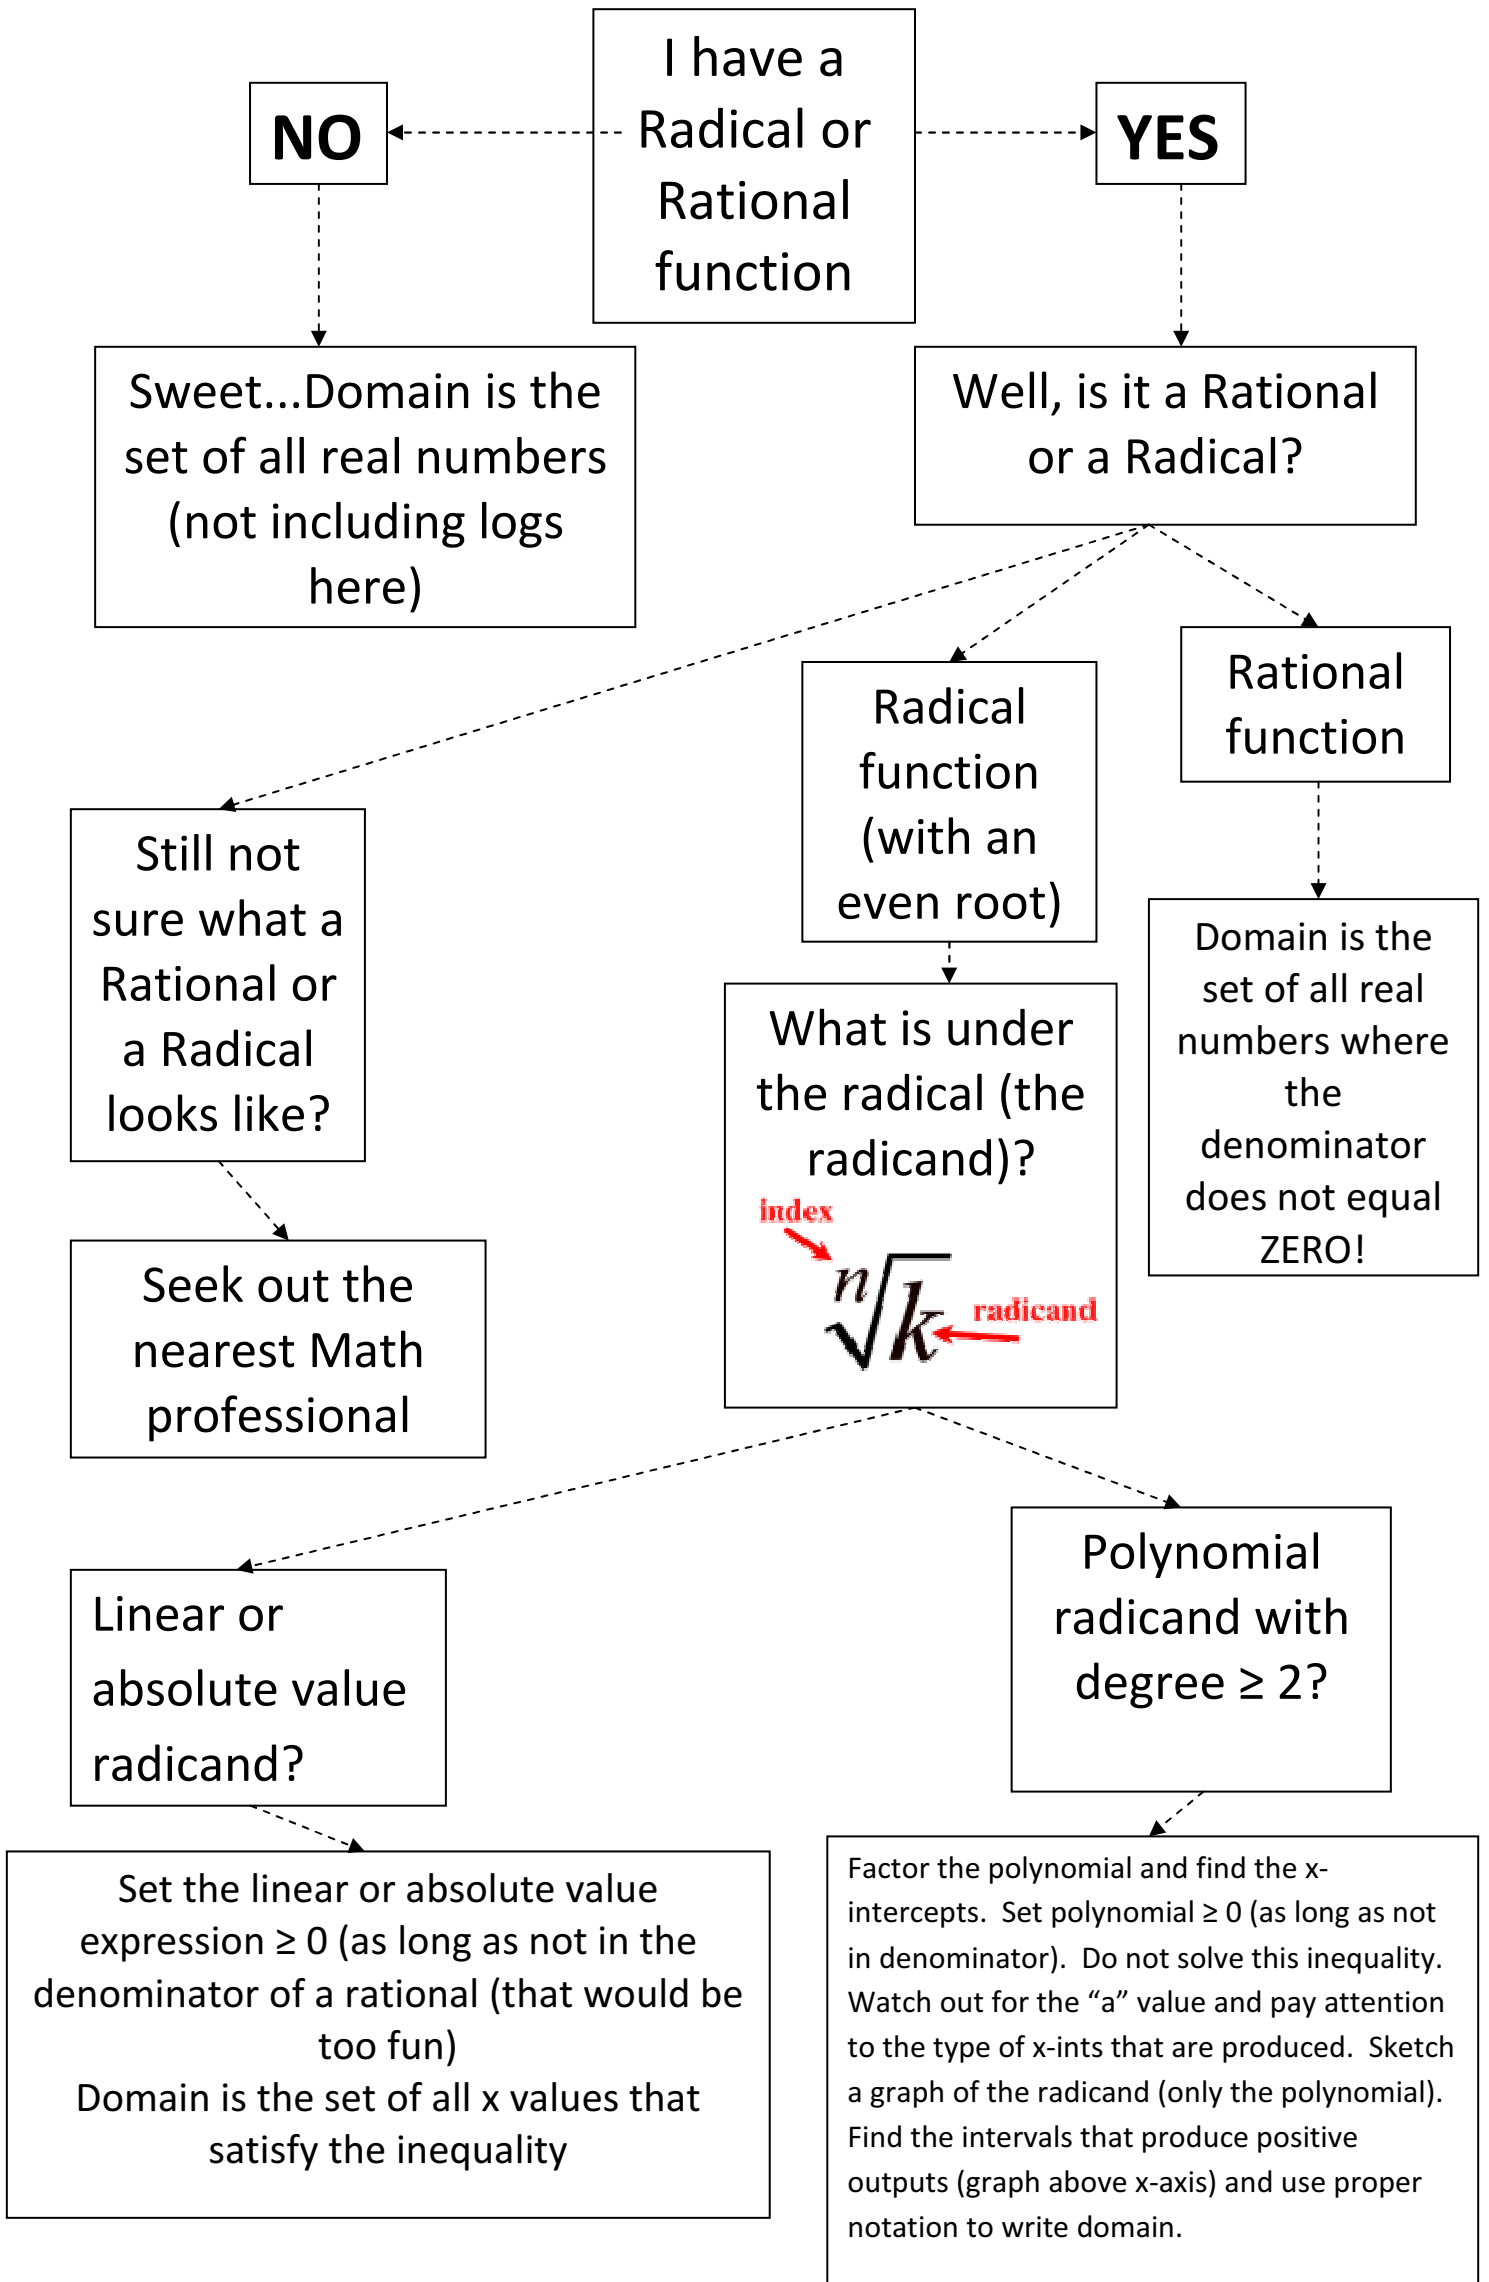 I have a
Radical or
Rational
function
NO
YES
Sweet...Domain is the
set of all real numbers
(not including logs
here)
Well, is it a Rational
or a Radical?
Rational
function
Radical
function
(with an
even root)
Still not
sure what a
Rational or
a Radical
looks like?
Domain is the
set of all real
numbers where
the
denominator
does not equal
ZERO!
What is under
the radical (the
radicand)?
index
n√k
radicand
Seek out the
nearest Math
professional
Linear or
absolute value
radicand?
Polynomial
radicand with
degree ≥ 2?
Set the linear or absolute value
expression ≥ 0 (as long as not in the
denominator of a rational (that would be
too fun)
Domain is the set of all x values that
satisfy the inequality
Factor the polynomial and find the x-
intercepts.  Set polynomial ≥ 0 (as long as not
in denominator).  Do not solve this inequality.
Watch out for the “a” value and pay attention
to the type of x-ints that are produced.  Sketch
a graph of the radicand (only the polynomial).
Find the intervals that produce positive
outputs (graph above x-axis) and use proper
notation to write domain.